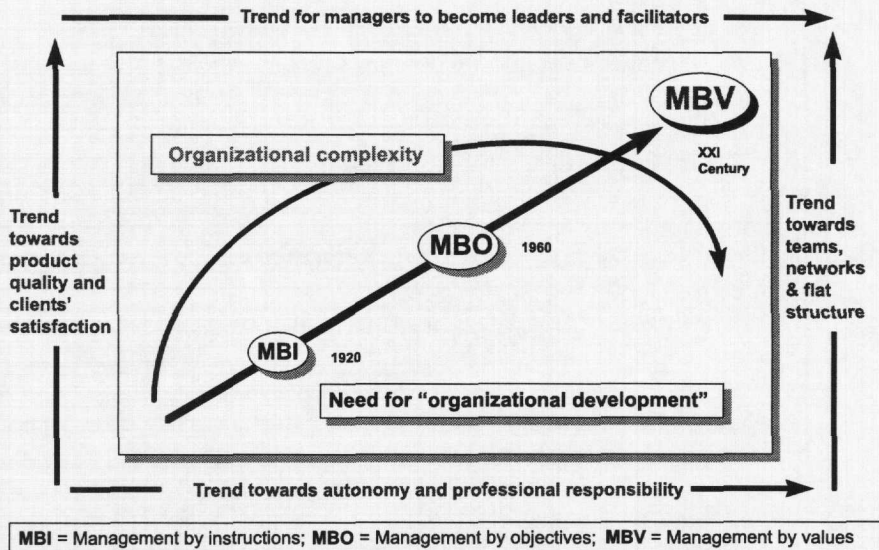 Trend for managers to become leaders and facilitators
MBV
XXI
Century
Organizational complexity
MBO
1960
Trend
towards
product
quality and
clients'
satisfaction
Trend
towards
teams,
networks
& flat
structure
MBI
1920
Need for “organizational development”
Trend towards autonomy and professional responsibility
MBI = Management by instructions; MBO = Management by objectives; MBV = Management by values